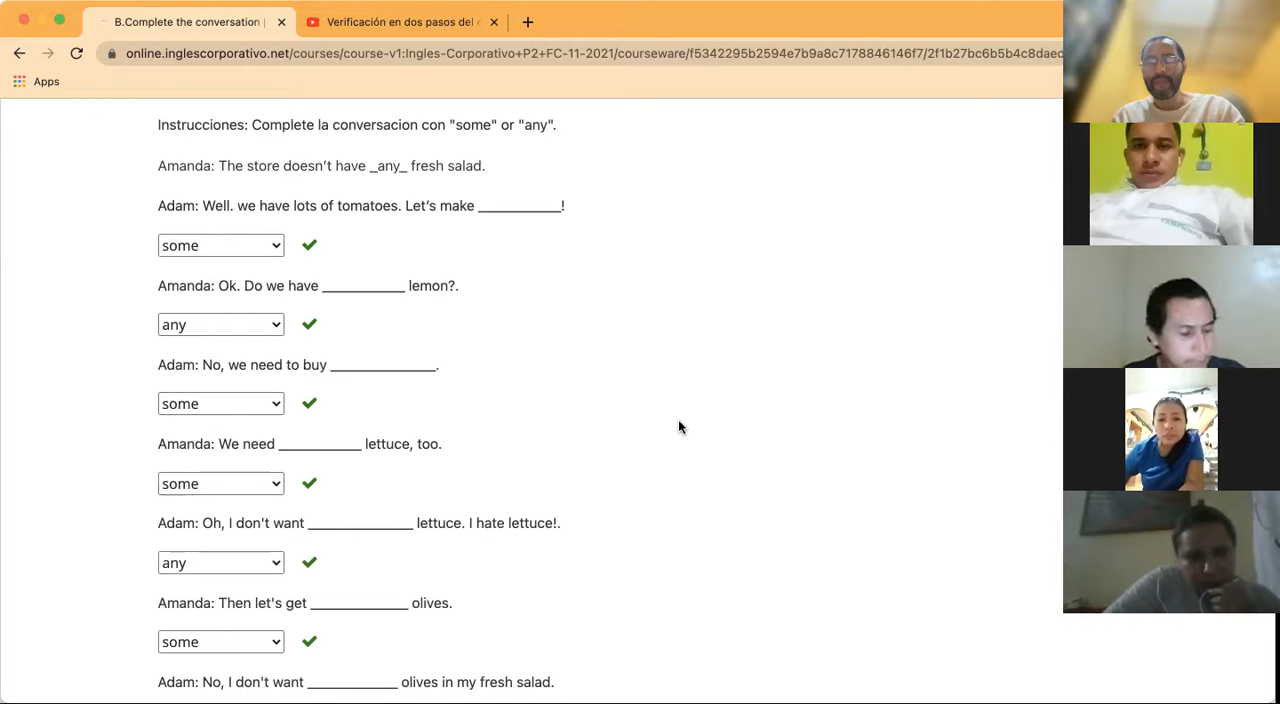 B.Complete the conversation |
Verificación en dos pasos del
online.inglescorporativo.net/courses/course-v1:Ingles-Corporativo+P2+FC-11-2021/courseware/f5342295b2594e7b9a8c7178846146f7/2f1b27bc6b5b4c8daed
Apps
Instrucciones: Complete la conversacion con "some" or "any".
Amanda: The store doesn’t have _any_ fresh salad.
Adam: Well. we have lots of tomatoes. Let’s make ___________!
some
Amanda: Ok. Do we have ___________ lemon?.
any
Adam: No, we need to buy ______________.
some
Amanda: We need ___________ lettuce, too.
some
Adam: Oh, I don't want ______________ lettuce. I hate lettuce!.
any
Amanda: Then let's get _____________ olives.
some
Adam: No, I don't want ____________ olives in my fresh salad.